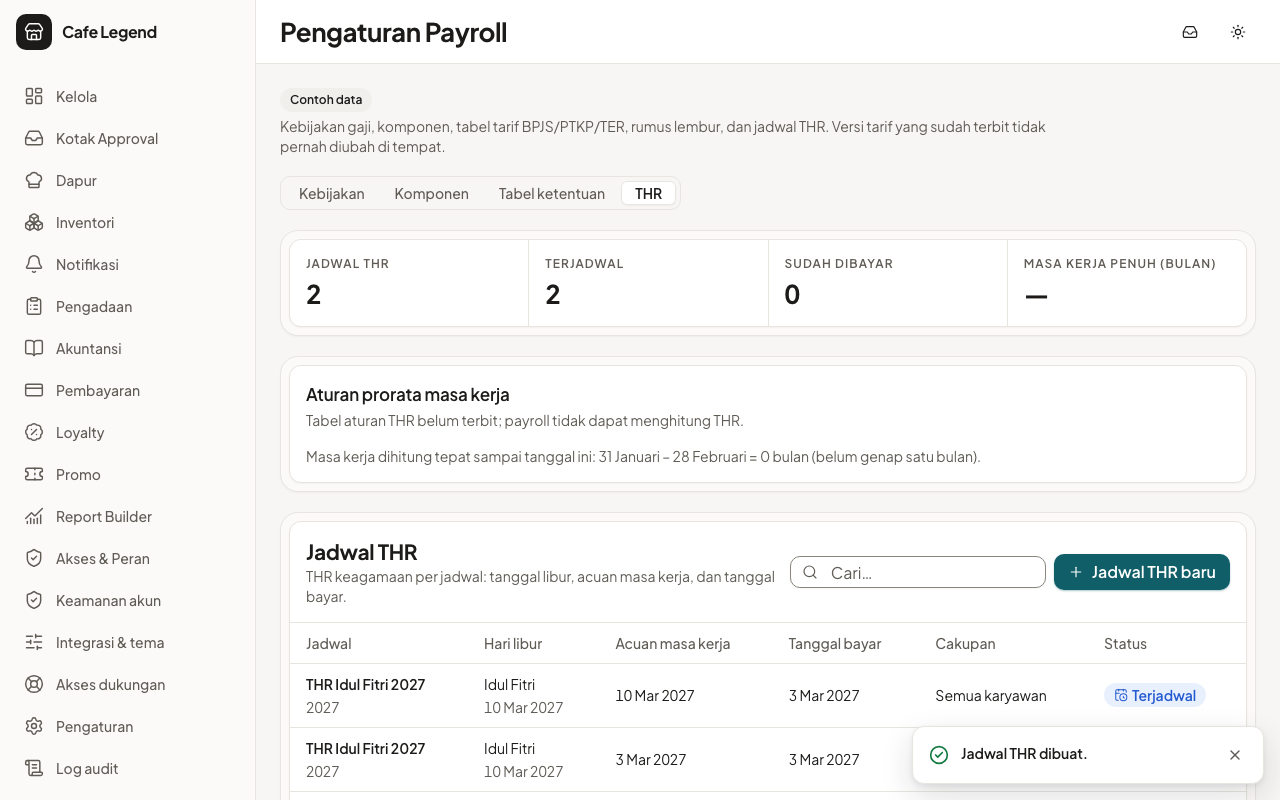 Cafe Legend
Pengaturan Payroll
Kelola
Kotak Approval
Dapur
Inventori
Notifikasi
Pengadaan
Akuntansi
Pembayaran
Loyalty
Promo
Report Builder
Akses & Peran
Keamanan akun
Integrasi & tema
Akses dukungan
Pengaturan
Log audit
Contoh data
Kebijakan gaji, komponen, tabel tarif BPJS/PTKP/TER, rumus lembur, dan jadwal THR. Versi tarif yang sudah terbit tidak
pernah diubah di tempat.
Kebijakan Komponen Tabel ketentuan THR
JADWAL THR TERJADWAL SUDAH DIBAYAR MASA KERJA PENUH (BULAN)
2 2 0 —
Aturan prorata masa kerja
Tabel aturan THR belum terbit; payroll tidak dapat menghitung THR.
Masa kerja dihitung tepat sampai tanggal ini: 31 Januari – 28 Februari = 0 bulan (belum genap satu bulan).
Jadwal THR
THR keagamaan per jadwal: tanggal libur, acuan masa kerja, dan tanggal
bayar.
Cari...
Jadwal THR baru
Jadwal Hari libur Acuan masa kerja Tanggal bayar Cakupan Status
THR Idul Fitri 2027 Idul Fitri 10 Mar 2027 3 Mar 2027 Semua karyawan Terjadwal
2027 10 Mar 2027
THR Idul Fitri 2027 Idul Fitri 3 Mar 2027 3 Mar 2027
2027 10 Mar 2027
Jadwal THR dibuat.